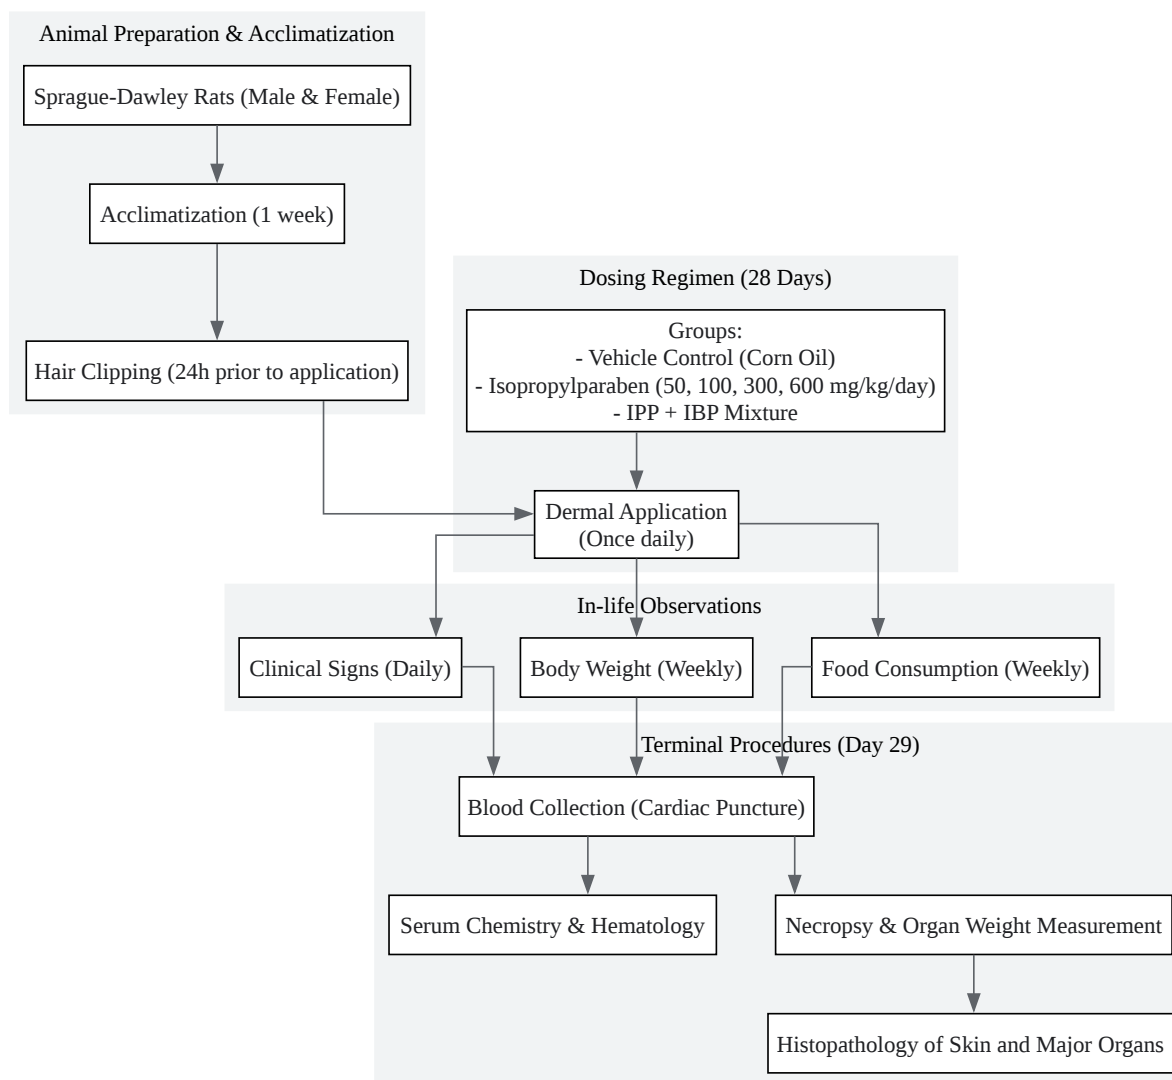 Animal Preparation & Acclimatization
Sprague-Dawley Rats (Male & Female)
Acclimatization (1 week)
Hair Clipping (24h prior to application)
Dosing Regimen (28 Days)
Groups:
- Vehicle Control (Corn Oil)
- Isopropylparaben (50, 100, 300, 600 mg/kg/day)
- IPP + IBP Mixture
Dermal Application
(Once daily)
In-life Observations
Clinical Signs (Daily)
Body Weight (Weekly)
Food Consumption (Weekly)
Terminal Procedures (Day 29)
Blood Collection (Cardiac Puncture)
Serum Chemistry & Hematology
Necropsy & Organ Weight Measurement
Histopathology of Skin and Major Organs